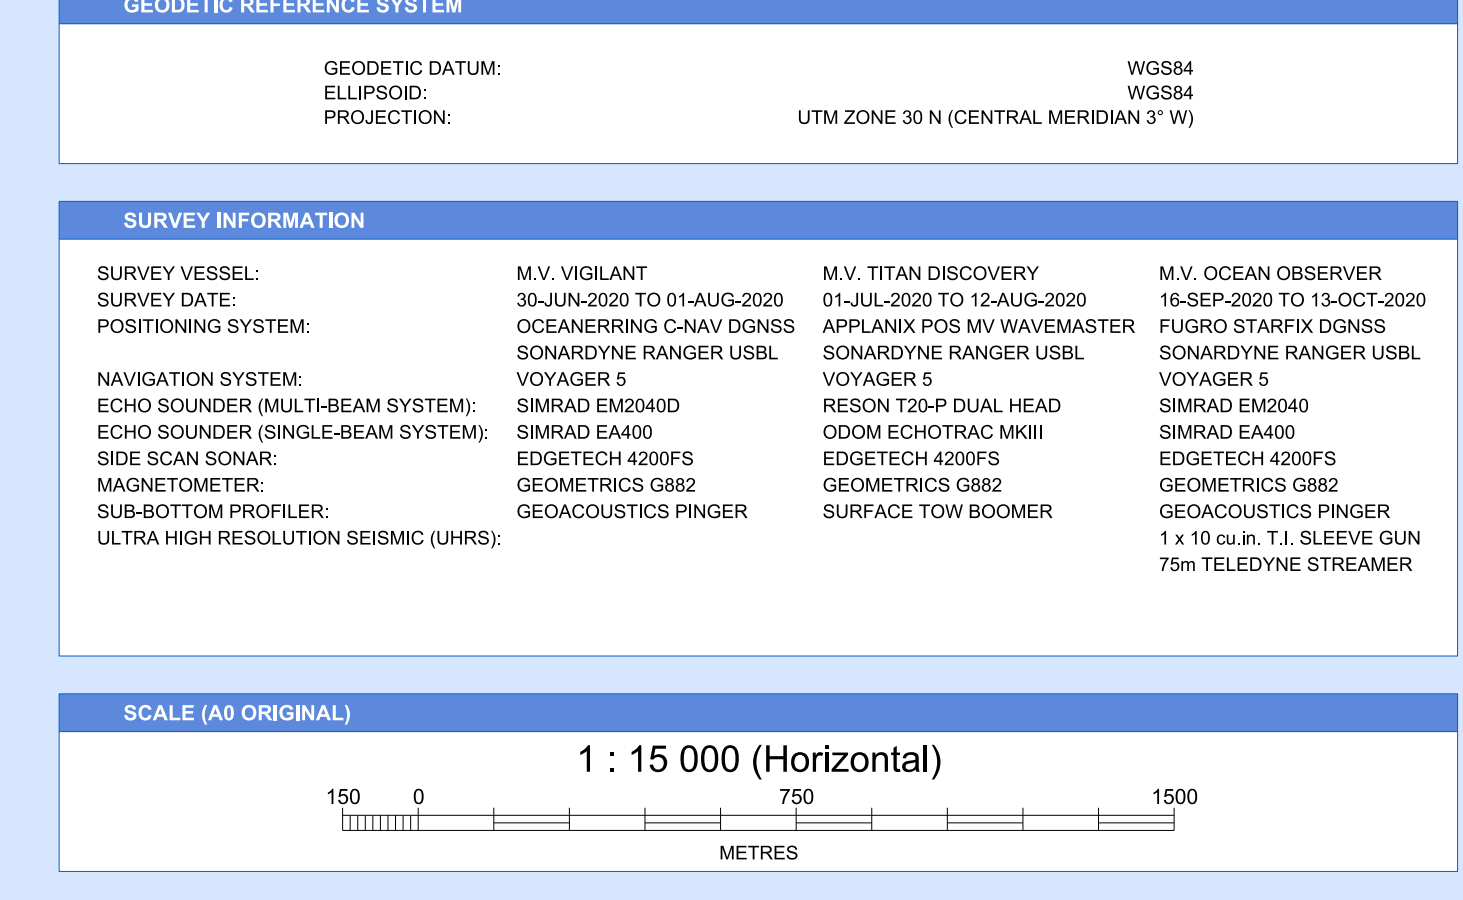 GEODETIC REFERENCE SYSTEM
GEODETIC DATUM: WGS84
ELLIPSOID: WGS84
PROJECTION: UTM ZONE 30 N (CENTRAL MERIDIAN 3° W)
SURVEY INFORMATION
SURVEY VESSEL: M.V. VIGILANT M.V. TITAN DISCOVERY M.V. OCEAN OBSERVER
SURVEY DATE: 30-JUN-2020 TO 01-AUG-2020 01-JUL-2020 TO 12-AUG-2020 16-SEP-2020 TO 13-OCT-2020
POSITIONING SYSTEM: OCEANERRING C-NAV DGNSS APPLANIX POS MV WAVEMASTER FUGRO STARFIX DGNSS
SONARDYNE RANGER USBL SONARDYNE RANGER USBL SONARDYNE RANGER USBL
NAVIGATION SYSTEM: VOYAGER 5 VOYAGER 5 VOYAGER 5
ECHO SOUNDER (MULTI-BEAM SYSTEM): SIMRAD EM2040D RESON T20-P DUAL HEAD SIMRAD EM2040
ECHO SOUNDER (SINGLE-BEAM SYSTEM): SIMRAD EA400 ODOM ECHOTRAC MKIII SIMRAD EA400
SIDE SCAN SONAR: EDGETECH 4200FS EDGETECH 4200FS EDGETECH 4200FS
MAGNETOMETER: GEOMETRICS G882 GEOMETRICS G882 GEOMETRICS G882
SUB-BOTTOM PROFILER: GEOACOUSTICS PINGER SURFACE TOW BOOMER GEOACOUSTICS PINGER
ULTRA HIGH RESOLUTION SEISMIC (UHRS): 1 x 10 cu.in. T.I. SLEEVE GUN
75m TELEDYNE STREAMER
SCALE (A0 ORIGINAL)
1 : 15 000 (Horizontal)
150 0 750 1500
METRES